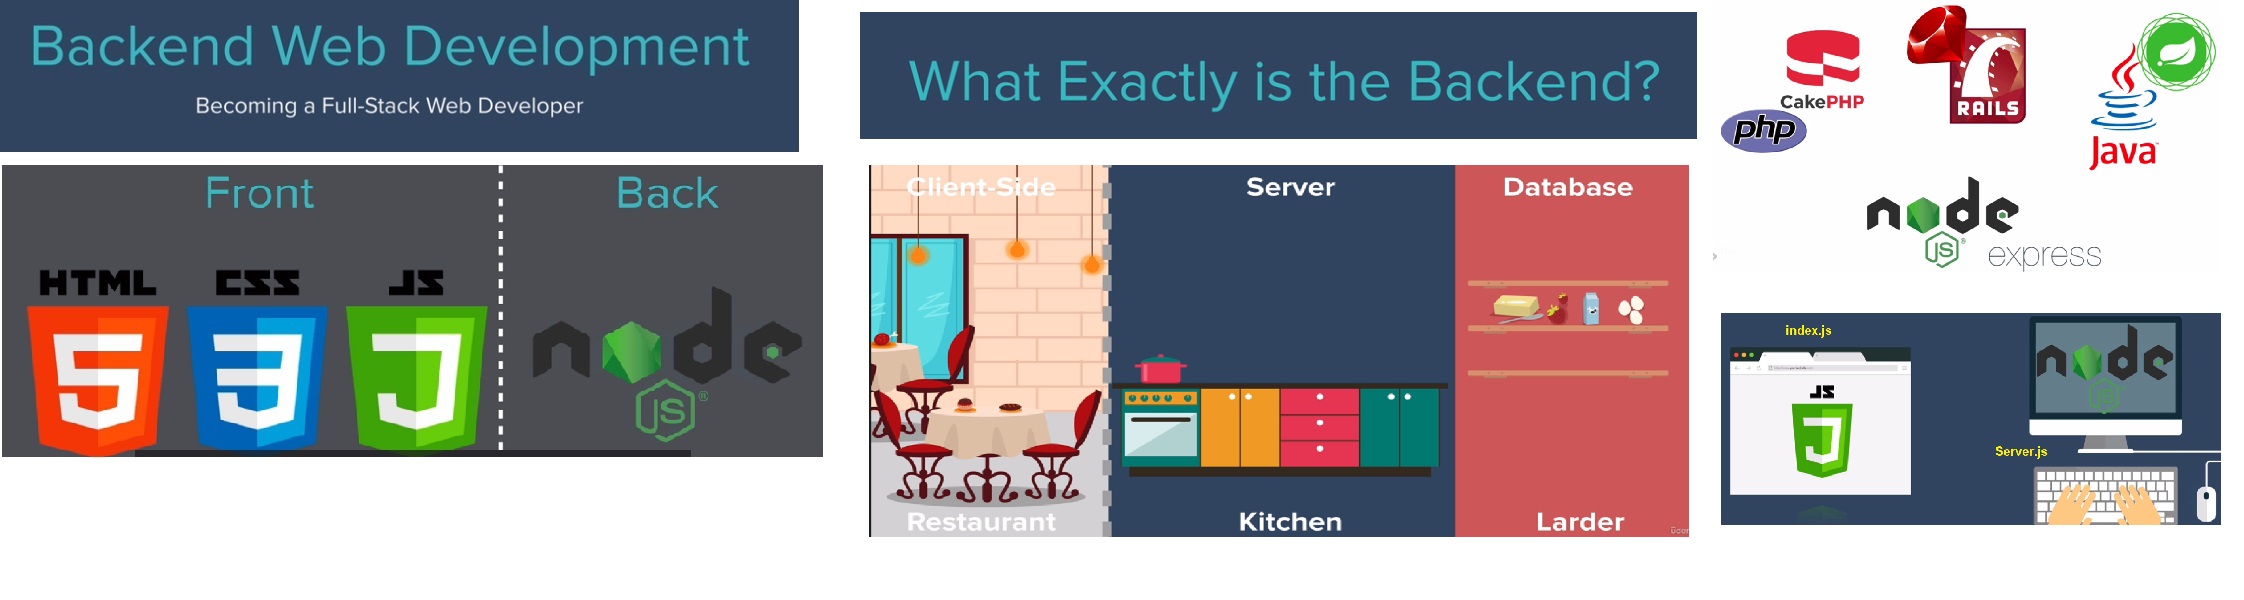 Backend Web Development
Becoming a Full-Stack Web Developer
Front
Back
HTML
CSS
JS
node
JS
What Exactly is the Backend?
Client-Side
Server
Database
Restaurant
Kitchen
Larder
CakePHP
php
RAILS
Java
node
JS
express
index.js
JS
node
JS
Server.js